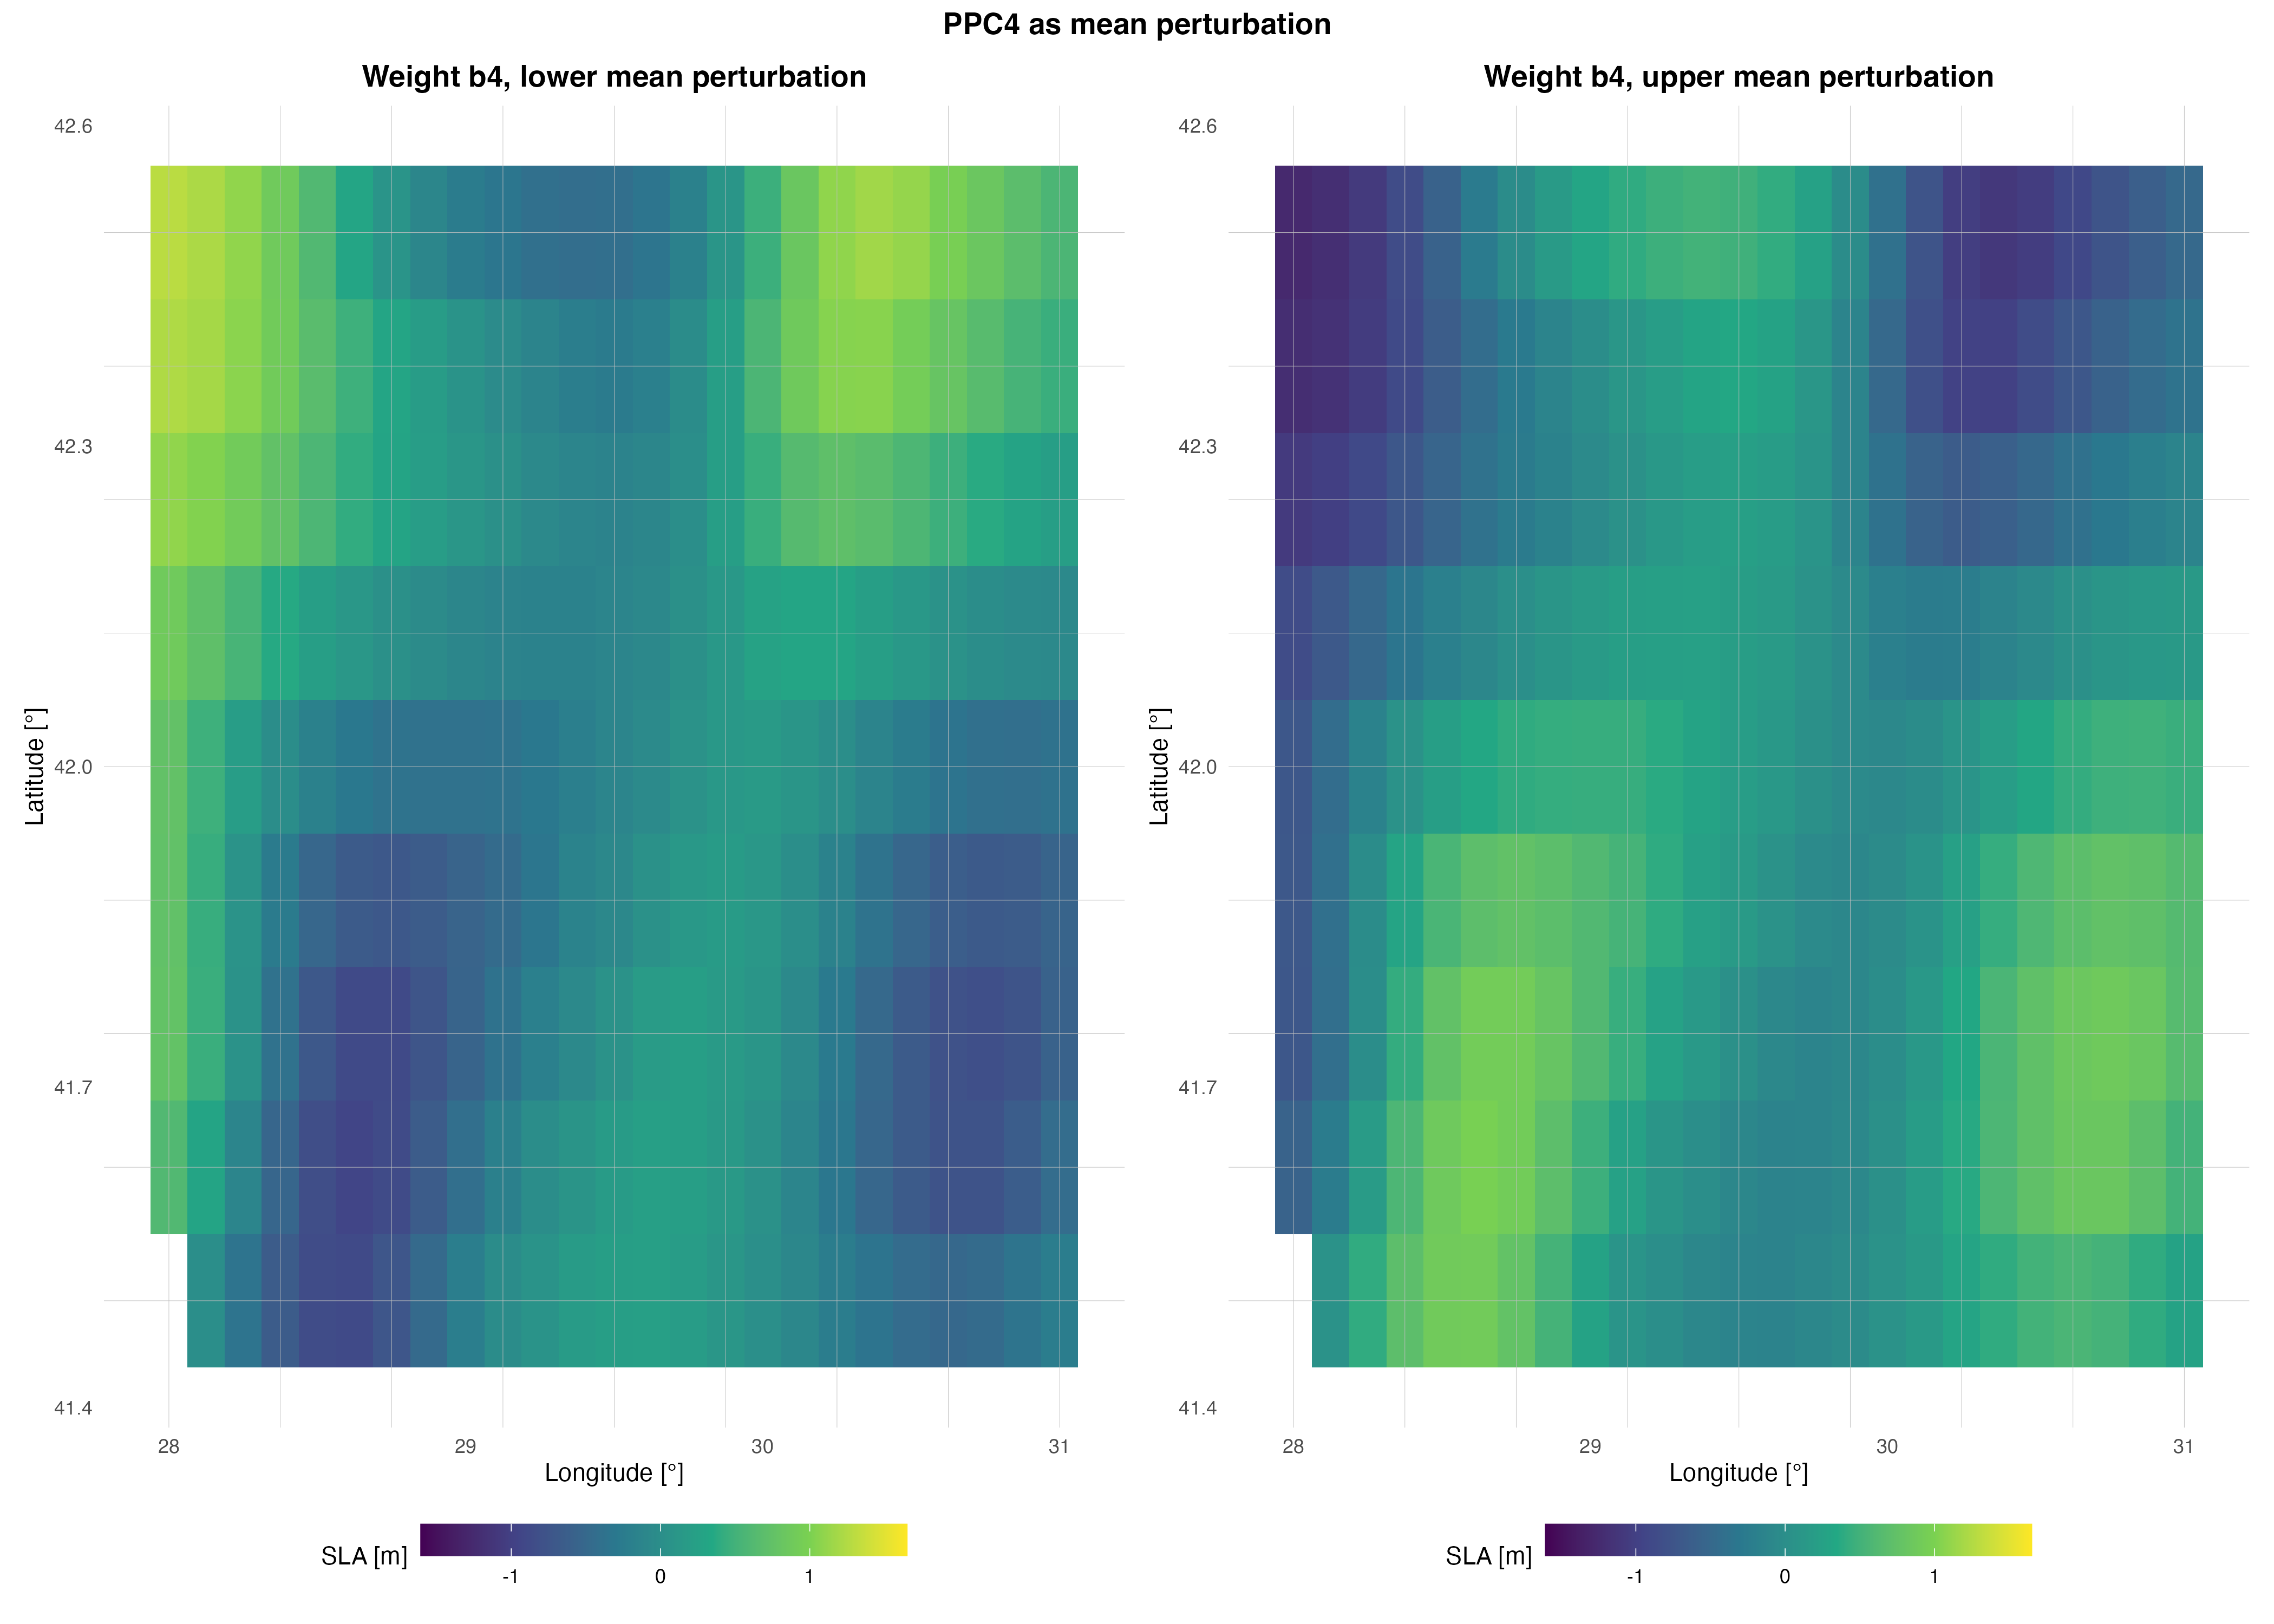 PPC4 as mean perturbation
Weight b4, lower mean perturbation
Weight b4, upper mean perturbation
42.6
42.3
42.0
41.7
41.4
Latitude [°]
28 29 30 31
Longitude [°]
SLA [m]
-1 0 1
42.6
42.3
42.0
41.7
41.4
Latitude [°]
28 29 30 31
Longitude [°]
SLA [m]
-1 0 1